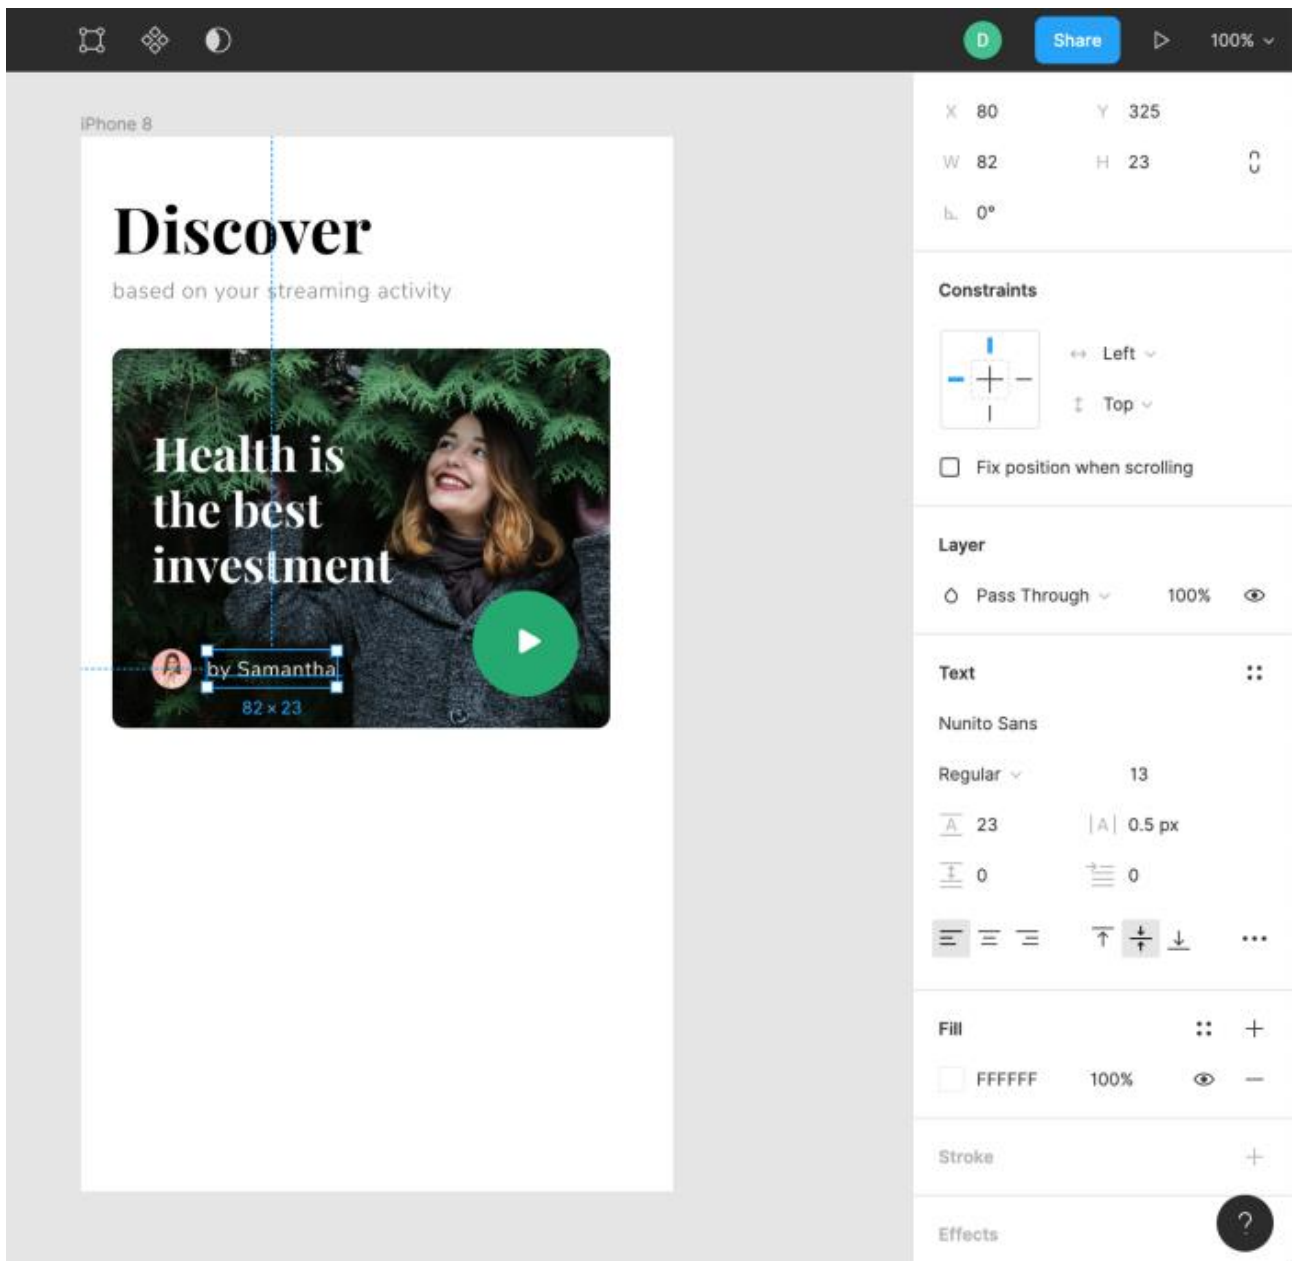 D Share 100%
iPhone 8
Discover
based on your streaming activity
Health is
the best
investment
by Samantha
82 × 23
X 80 Y 325
W 82 H 23
0°
Constraints
Left
Top
Fix position when scrolling
Layer
Pass Through 100%
Text
Nunito Sans
Regular 13
A 23 |A| 0.5 px
0 0
Fill
FFFFFF 100%
Stroke
Effects
?